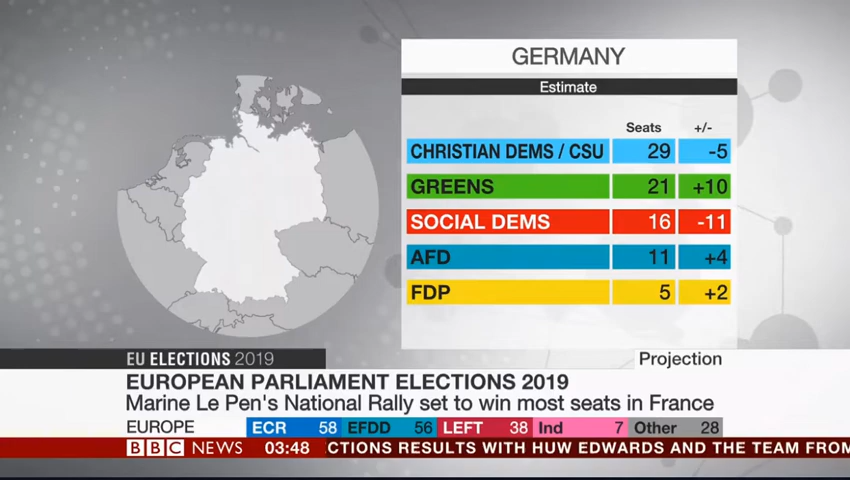 GERMANY
Estimate
Seats +/-
CHRISTIAN DEMS / CSU 29 -5
GREENS 21 +10
SOCIAL DEMS 16 -11
AFD 11 +4
FDP 5 +2
EU ELECTIONS 2019
Projection
EUROPEAN PARLIAMENT ELECTIONS 2019
Marine Le Pen's National Rally set to win most seats in France
EUROPE ECR 58 EFDD 56 LEFT 38 Ind 7 Other 28
BBC NEWS 03:48 CTIONS RESULTS WITH HUW EDWARDS AND THE TEAM FROM